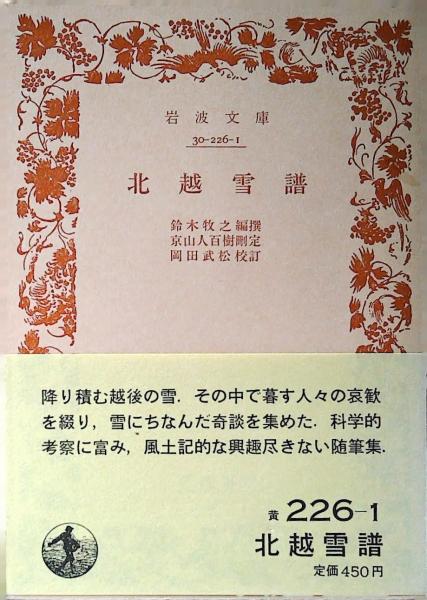 岩波文庫
30-226-1
北越雪譜
鈴木牧之編撰
京山人百樹刪定
岡田武松校訂
降り積む越後の雪．その中で暮す人々の哀歓
を綴り，雪にちなんだ奇談を集めた．科学的
考察に富み，風土記的な興趣尽きない随筆集．
黄 226-1
北越雪譜
定価450円